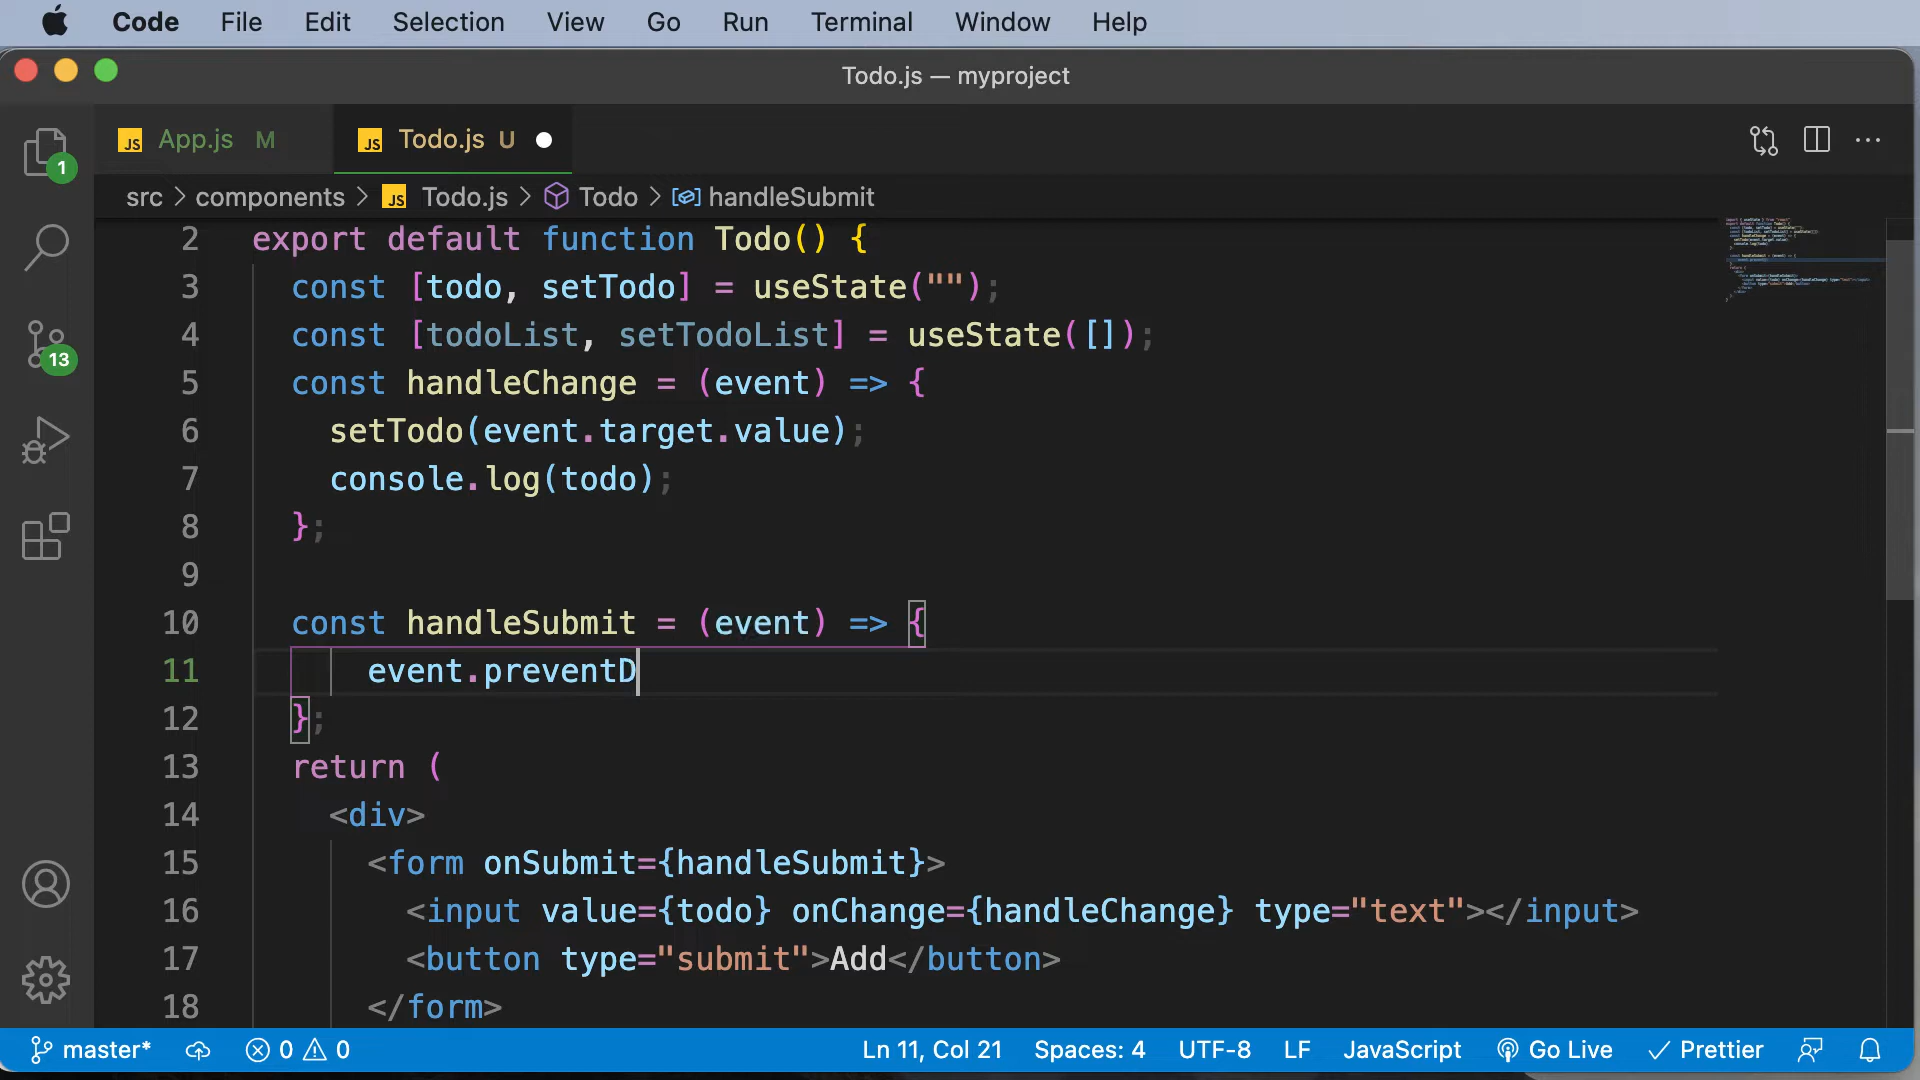 Code File Edit Selection View Go Run Terminal Window Help
Todo.js — myproject
JS App.js M JS Todo.js U
1
src > components > JS Todo.js > Todo > handleSubmit
2 export default function Todo() {
3 const [todo, setTodo] = useState("");
4 const [todoList, setTodoList] = useState([]);
5 const handleChange = (event) => {
6 setTodo(event.target.value);
7 console.log(todo);
8 };
9
10 const handleSubmit = (event) => {
11 event.preventD
12 };
13 return (
14 <div>
15 <form onSubmit={handleSubmit}>
16 <input value={todo} onChange={handleChange} type="text"></input>
17 <button type="submit">Add</button>
18 </form>
13
master* 0 0 Ln 11, Col 21 Spaces: 4 UTF-8 LF JavaScript Go Live Prettier